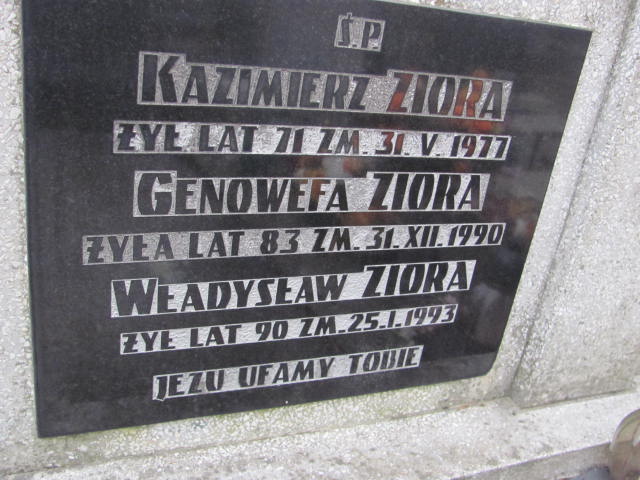 Ś.P.
KAZIMIERZ ZIORA
ŻYŁ LAT 71 ZM. 31. V. 1977
GENOWEFA ZIORA
ŻYŁA LAT 83 ZM. 31. XII. 1990
WŁADYSŁAW ZIORA
ŻYŁ LAT 90 ZM. 25.1.1993
JEZU UFAMY TOBIE